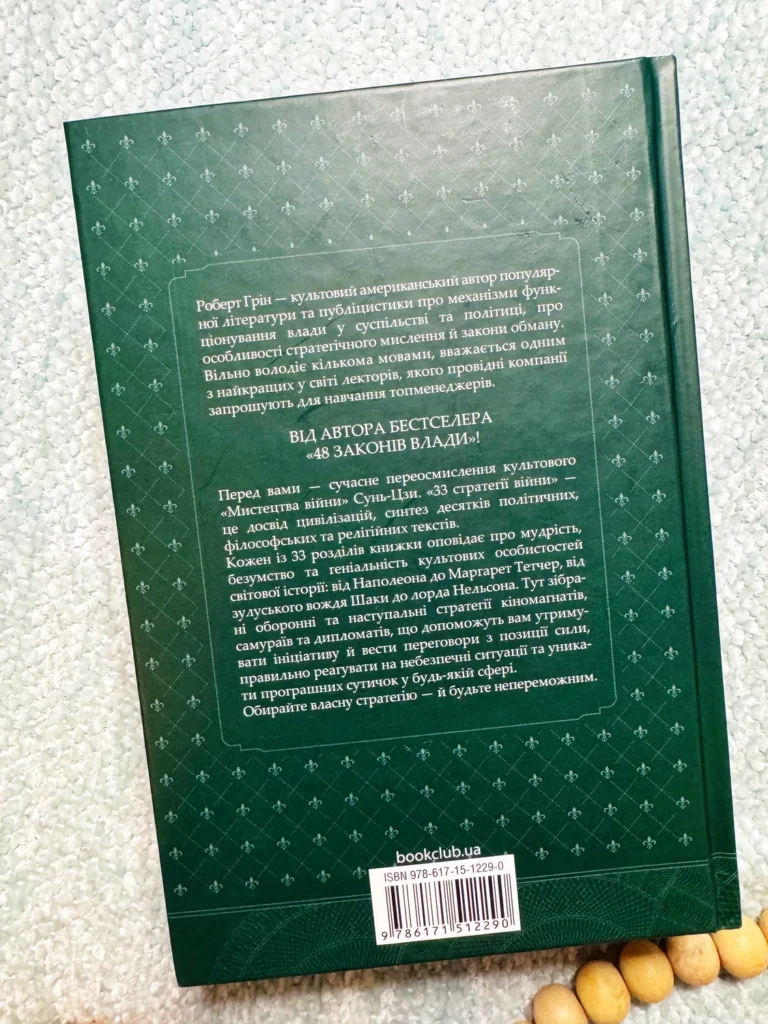 Роберт Грін — культовий американський автор популяр-
ної літератури та публіцистики про механізми функ-
ціонування влади у суспільстві та політиці, про
особливості стратегічного мислення й закони обману.
Вільно володіє кількома мовами, вважається одним
з найкращих у світі лекторів, якого провідні компанії
запрошують для навчання топменеджерів.
ВІД АВТОРА БЕСТСЕЛЕРА
«48 ЗАКОНІВ ВЛАДИ»!
Перед вами — сучасне переосмислення культового
«Мистецтва війни» Сунь-Цзи. «33 стратегії війни» —
це досвід цивілізацій, синтез десятків політичних,
філософських та релігійних текстів.
Кожен із 33 розділів книжки оповідає про мудрість,
безумство та геніальність культових особистостей
світової історії: від Наполеона до Маргарет Тетчер, від
зулуського вождя Шаки до лорда Нельсона. Тут зібра-
ні оборонні та наступальні стратегії кіномагнатів,
самураїв та дипломатів, що допоможуть вам утриму-
вати ініціативу й вести переговори з позиції сили,
правильно реагувати на небезпечні ситуації та уника-
ти програшних сутичок у будь-якій сфері.
Обирайте власну стратегію — й будьте непереможним.
bookclub.ua
ISBN 978-617-15-1229-0
9 786171 512290